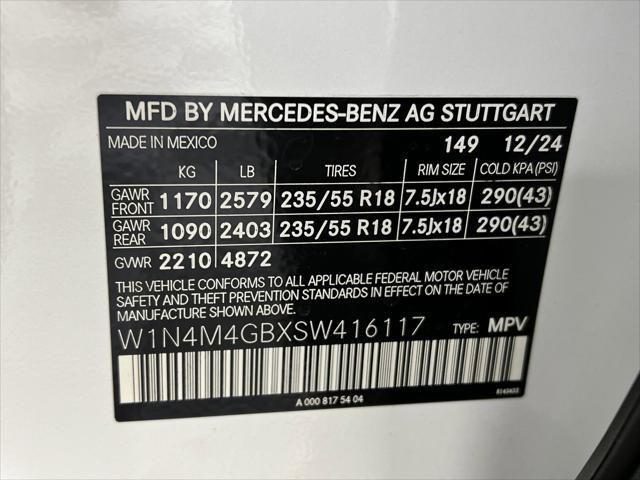 MFD BY MERCEDES-BENZ AG STUTTGART
MADE IN MEXICO 149 12/24
KG LB TIRES RIM SIZE COLD KPA (PSI)
GAWR FRONT 1170 2579 235/55 R18 7.5Jx18 290(43)
GAWR REAR 1090 2403 235/55 R18 7.5Jx18 290(43)
GVWR 2210 4872
THIS VEHICLE CONFORMS TO ALL APPLICABLE FEDERAL MOTOR VEHICLE
SAFETY, BUMPER AND THEFT PREVENTION STANDARDS IN EFFECT ON THE DATE OF
MANUFACTURE SHOWN ABOVE.
W1N4M4GBXSW416117 TYPE: MPV
A 000 817 54 04